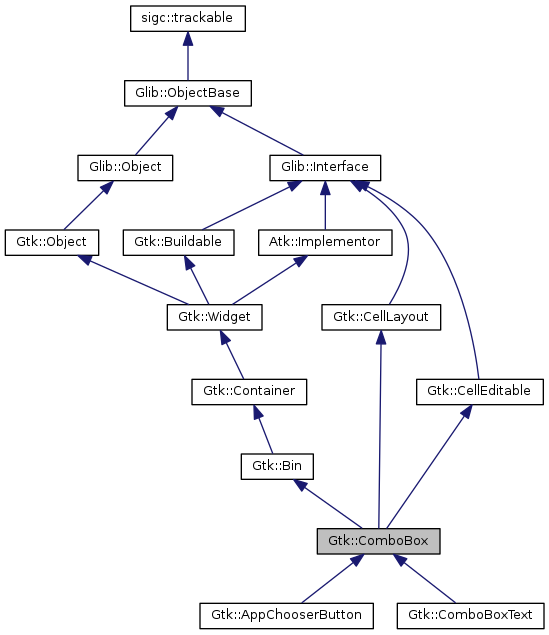 sigc::trackable
Glib::ObjectBase
Glib::Object
Glib::Interface
Gtk::Object
Gtk::Buildable
Atk::Implementor
Gtk::Widget
Gtk::CellLayout
Gtk::Container
Gtk::CellEditable
Gtk::Bin
Gtk::ComboBox
Gtk::AppChooserButton
Gtk::ComboBoxText